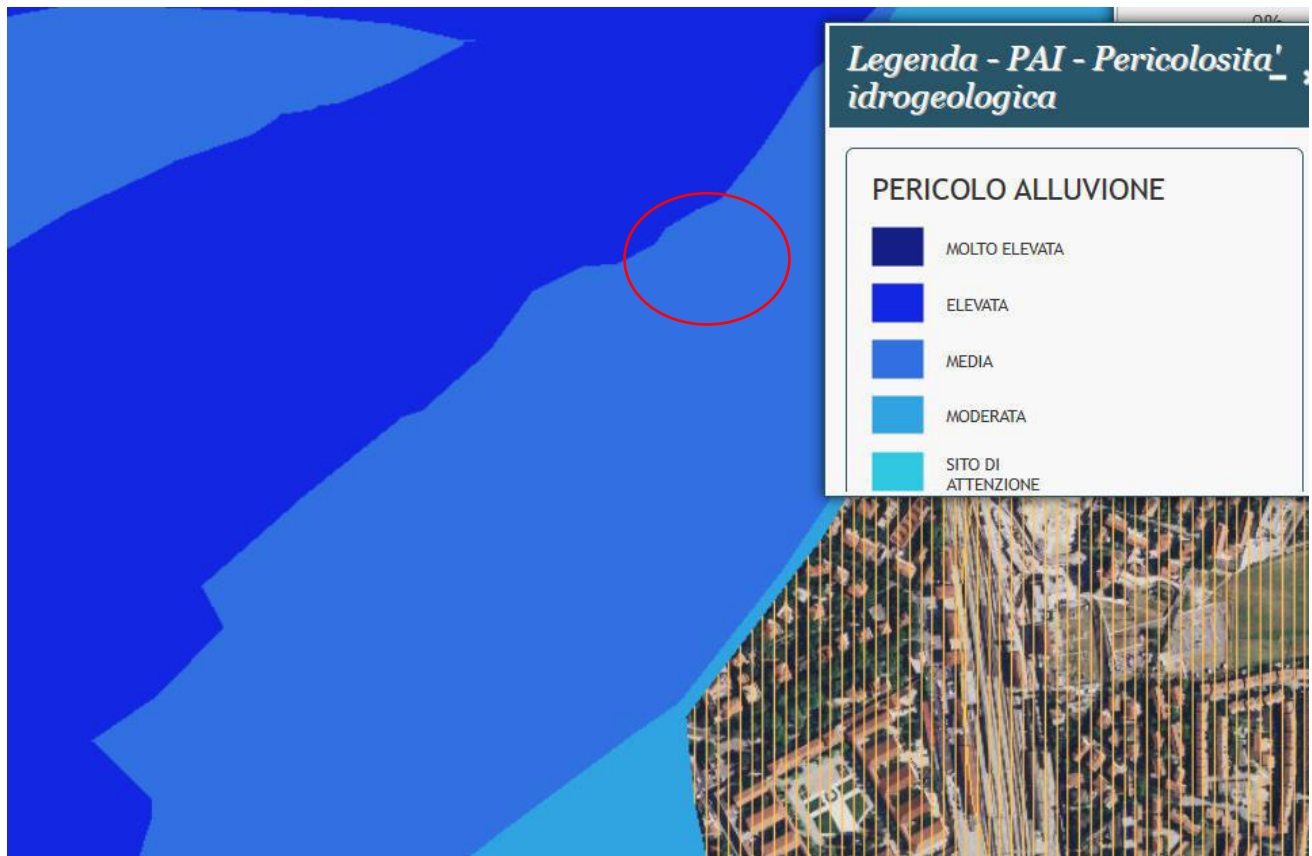 Legenda - PAI - Pericolosita'
idrogeologica
PERICOLO ALLUVIONE
MOLTO ELEVATA
ELEVATA
MEDIA
MODERATA
SITO DI
ATTENZIONE